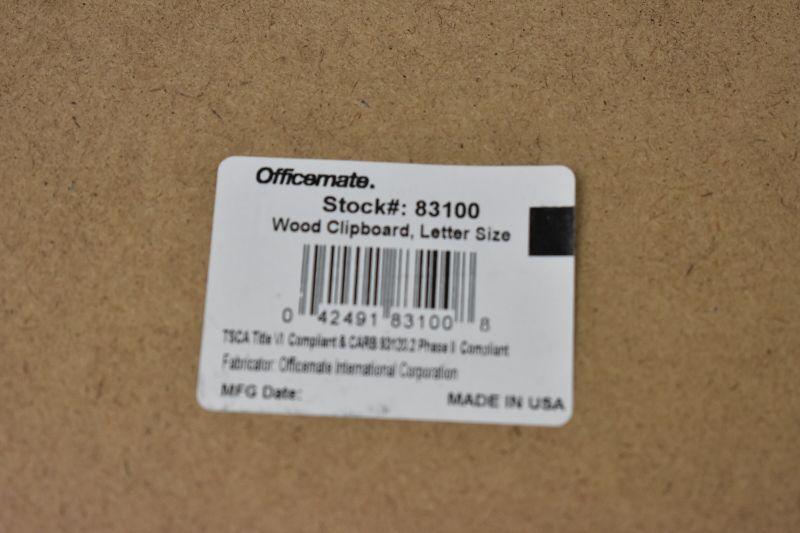 Officemate.
Stock#: 83100
Wood Clipboard, Letter Size
0 42491 83100 8
TSCA Title VI Compliant & CARB 93120.2 Phase II Compliant
Fabricator: Officemate International Corporation
MFG Date:
MADE IN USA